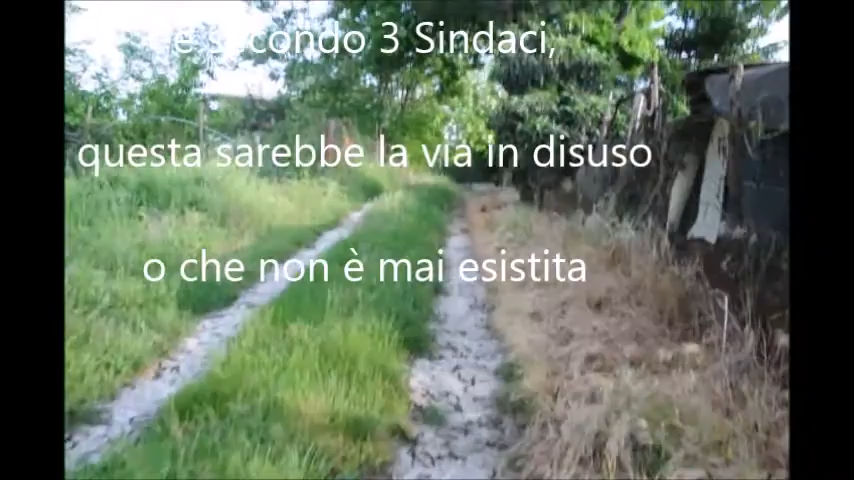 e secondo 3 Sindaci,
questa sarebbe la via in disuso
o che non è mai esistita